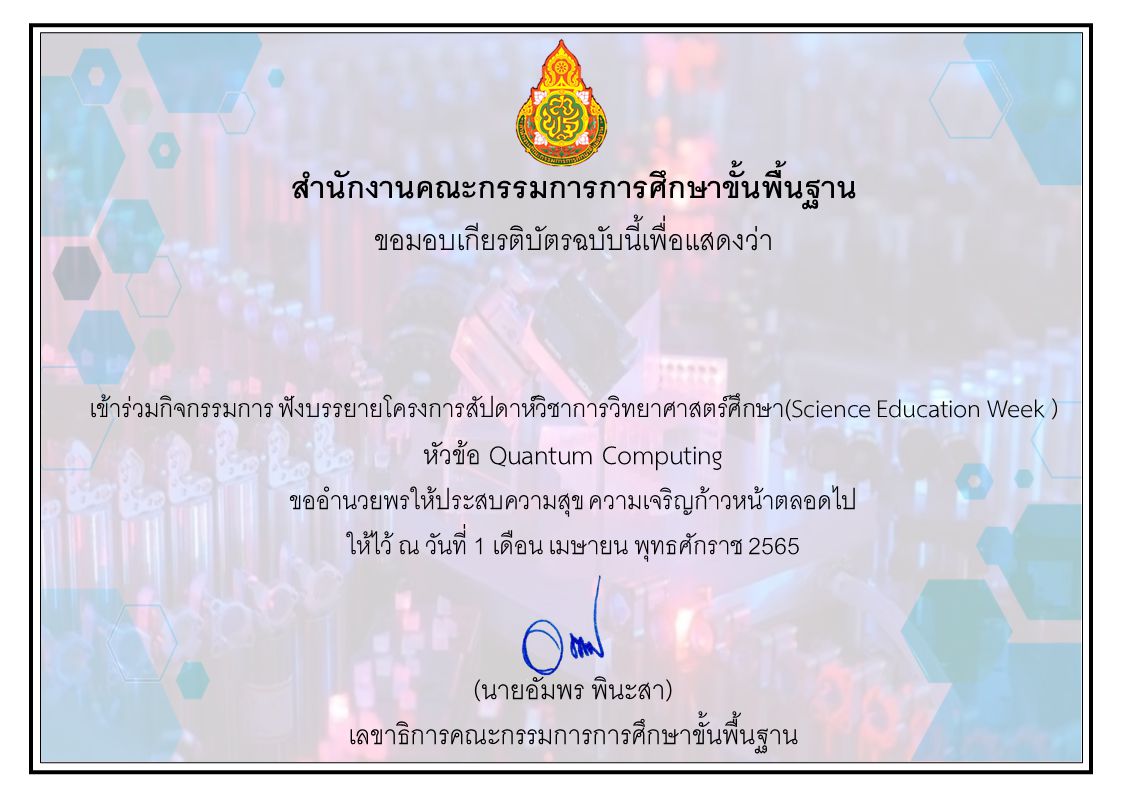 สำนักงานคณะกรรมการการศึกษาขั้นพื้นฐาน
ขอมอบเกียรติบัตรฉบับนี้เพื่อแสดงว่า
เข้าร่วมกิจกรรมการ ฟังบรรยายโครงการสัปดาห์วิชาการวิทยาศาสตร์ศึกษา(Science Education Week )
หัวข้อ Quantum Computing
ขออำนวยพรให้ประสบความสุข ความเจริญก้าวหน้าตลอดไป
ให้ไว้ ณ วันที่ 1 เดือน เมษายน พุทธศักราช 2565
(นายอัมพร พินะสา)
เลขาธิการคณะกรรมการการศึกษาขั้นพื้นฐาน